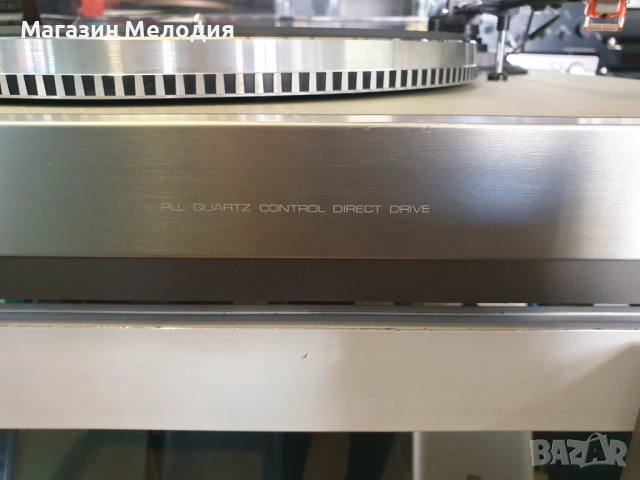 Магазин Мелодия
PLL QUARTZ CONTROL DIRECT DRIVE
BAZAR